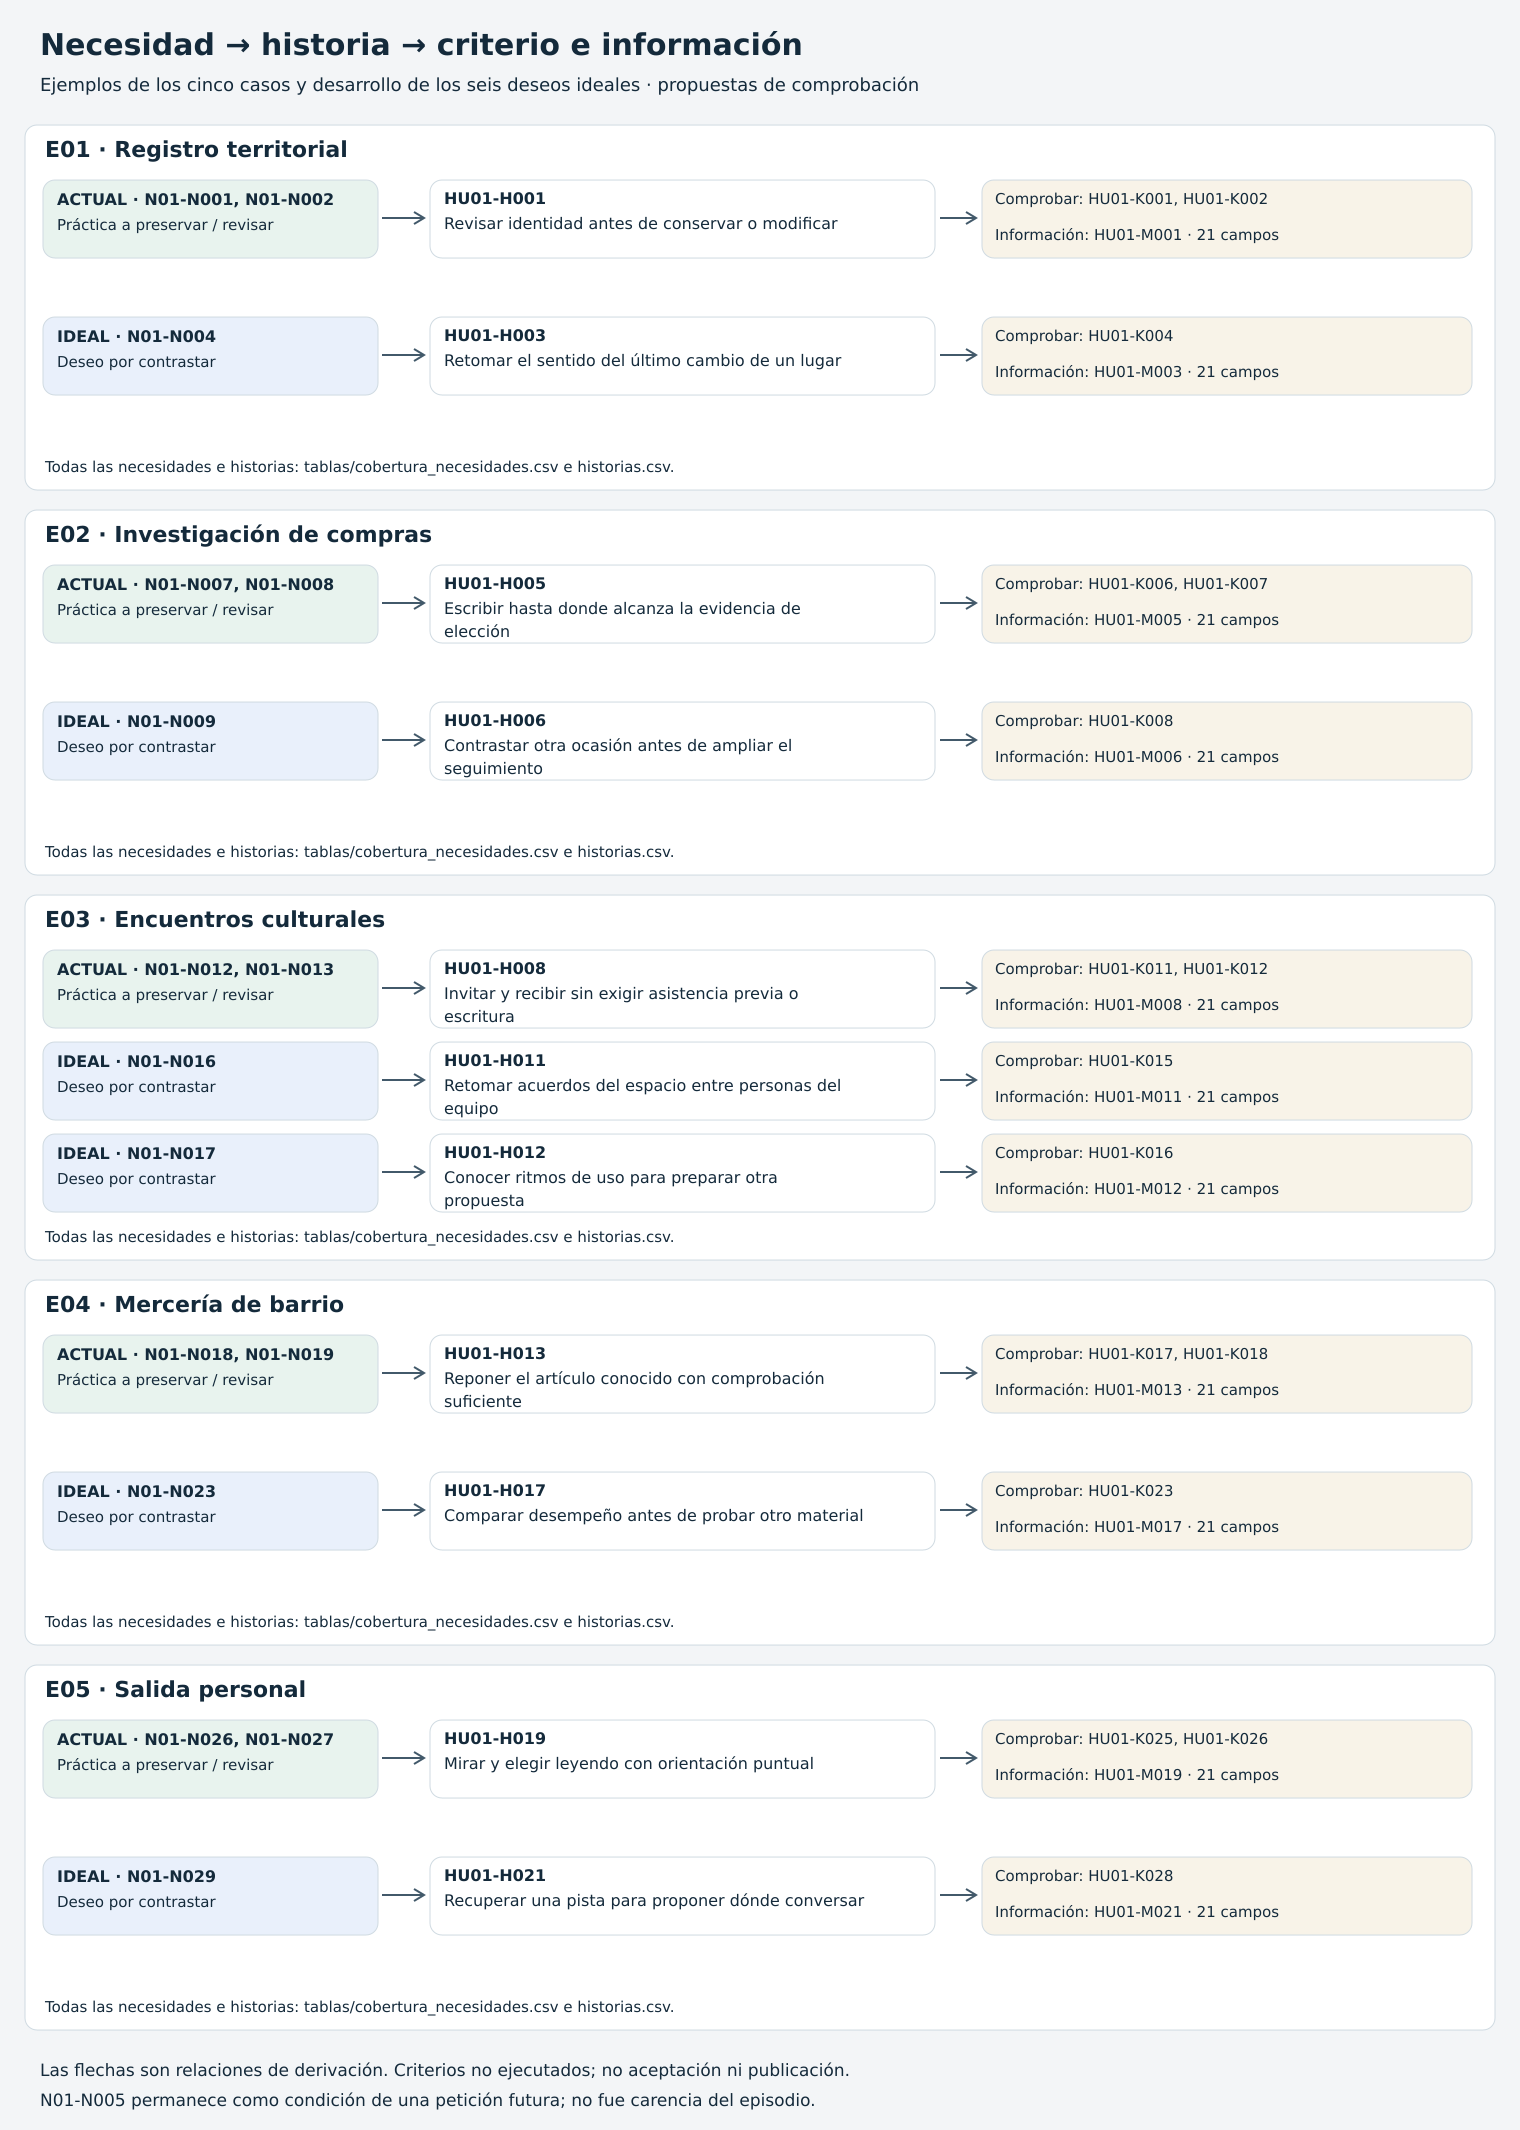 Necesidad → historia → criterio e información
Ejemplos de los cinco casos y desarrollo de los seis deseos ideales · propuestas de comprobación
E01 · Registro territorial
ACTUAL · N01-N001, N01-N002
Práctica a preservar / revisar
HU01-H001
Revisar identidad antes de conservar o modificar
Comprobar: HU01-K001, HU01-K002
Información: HU01-M001 · 21 campos
IDEAL · N01-N004
Deseo por contrastar
HU01-H003
Retomar el sentido del último cambio de un lugar
Comprobar: HU01-K004
Información: HU01-M003 · 21 campos
Todas las necesidades e historias: tablas/cobertura_necesidades.csv e historias.csv.
E02 · Investigación de compras
ACTUAL · N01-N007, N01-N008
Práctica a preservar / revisar
HU01-H005
Escribir hasta donde alcanza la evidencia de
elección
Comprobar: HU01-K006, HU01-K007
Información: HU01-M005 · 21 campos
IDEAL · N01-N009
Deseo por contrastar
HU01-H006
Contrastar otra ocasión antes de ampliar el
seguimiento
Comprobar: HU01-K008
Información: HU01-M006 · 21 campos
Todas las necesidades e historias: tablas/cobertura_necesidades.csv e historias.csv.
E03 · Encuentros culturales
ACTUAL · N01-N012, N01-N013
Práctica a preservar / revisar
HU01-H008
Invitar y recibir sin exigir asistencia previa o
escritura
Comprobar: HU01-K011, HU01-K012
Información: HU01-M008 · 21 campos
IDEAL · N01-N016
Deseo por contrastar
HU01-H011
Retomar acuerdos del espacio entre personas del
equipo
Comprobar: HU01-K015
Información: HU01-M011 · 21 campos
IDEAL · N01-N017
Deseo por contrastar
HU01-H012
Conocer ritmos de uso para preparar otra
propuesta
Comprobar: HU01-K016
Información: HU01-M012 · 21 campos
Todas las necesidades e historias: tablas/cobertura_necesidades.csv e historias.csv.
E04 · Mercería de barrio
ACTUAL · N01-N018, N01-N019
Práctica a preservar / revisar
HU01-H013
Reponer el artículo conocido con comprobación
suficiente
Comprobar: HU01-K017, HU01-K018
Información: HU01-M013 · 21 campos
IDEAL · N01-N023
Deseo por contrastar
HU01-H017
Comparar desempeño antes de probar otro material
Comprobar: HU01-K023
Información: HU01-M017 · 21 campos
Todas las necesidades e historias: tablas/cobertura_necesidades.csv e historias.csv.
E05 · Salida personal
ACTUAL · N01-N026, N01-N027
Práctica a preservar / revisar
HU01-H019
Mirar y elegir leyendo con orientación puntual
Comprobar: HU01-K025, HU01-K026
Información: HU01-M019 · 21 campos
IDEAL · N01-N029
Deseo por contrastar
HU01-H021
Recuperar una pista para proponer dónde conversar
Comprobar: HU01-K028
Información: HU01-M021 · 21 campos
Todas las necesidades e historias: tablas/cobertura_necesidades.csv e historias.csv.
Las flechas son relaciones de derivación. Criterios no ejecutados; no aceptación ni publicación.
N01-N005 permanece como condición de una petición futura; no fue carencia del episodio.